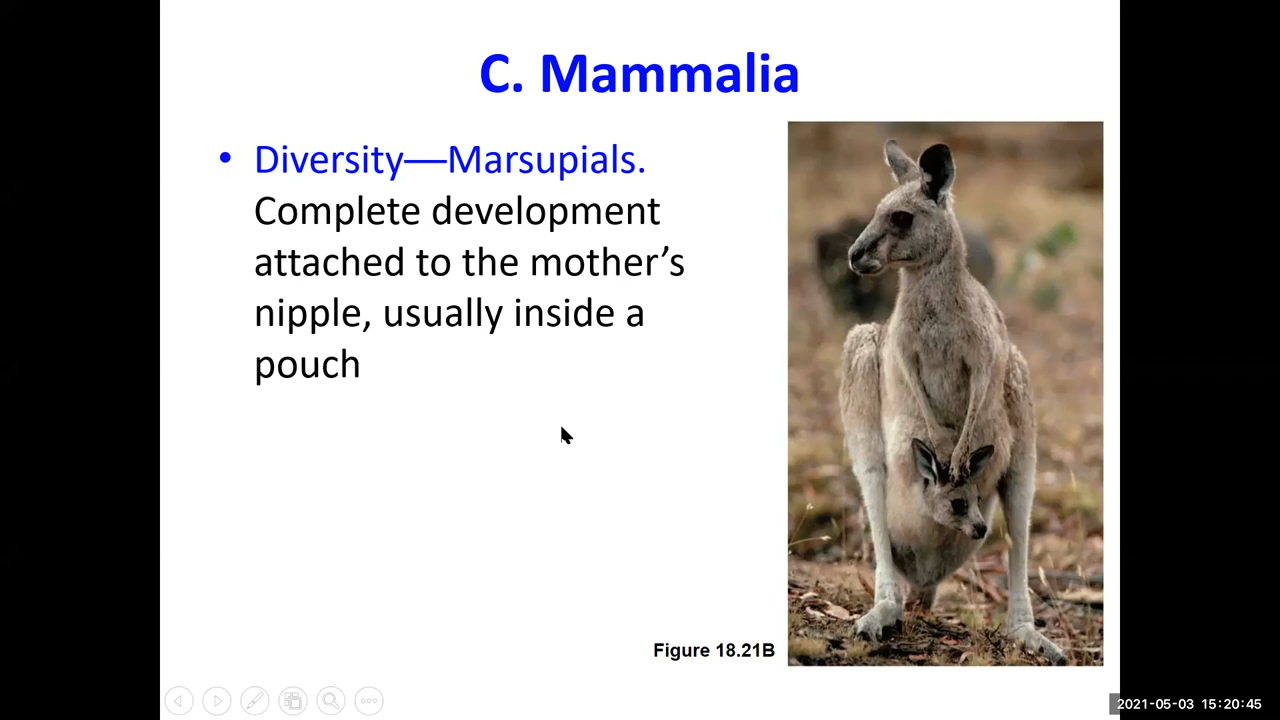 C. Mammalia
• Diversity—Marsupials.
Complete development
attached to the mother’s
nipple, usually inside a
pouch
Figure 18.21B
2021-05-03 15:20:45